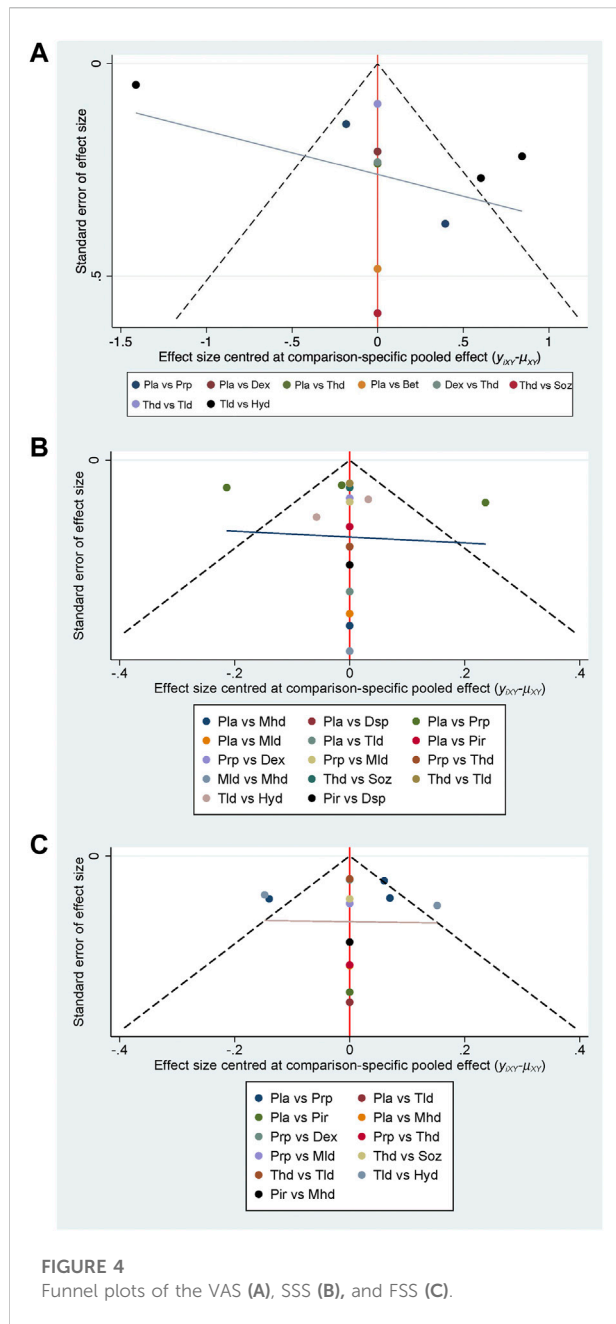 A
0
.5
Standard error of effect size
-1.5 -1 -.5 0 .5 1
Effect size centred at comparison-specific pooled effect (yiXY-μXY)
Pla vs Prp Pla vs Dex Pla vs Thd Pla vs Bet Dex vs Thd Thd vs Soz
Thd vs Tld Tld vs Hyd
B
0
Standard error of effect size
-.4 -.2 0 .2 .4
Effect size centred at comparison-specific pooled effect (yiXY-μXY)
Pla vs Mhd Pla vs Dsp Pla vs Prp
Pla vs Mld Pla vs Tld Pla vs Pir
Prp vs Dex Prp vs Mld Prp vs Thd
Mld vs Mhd Thd vs Soz Thd vs Tld
Tld vs Hyd Pir vs Dsp
C
0
Standard error of effect size
-.4 -.2 0 .2 .4
Effect size centred at comparison-specific pooled effect (yiXY-μXY)
Pla vs Prp Pla vs Tld
Pla vs Pir Pla vs Mhd
Prp vs Dex Prp vs Thd
Prp vs Mld Thd vs Soz
Thd vs Tld Tld vs Hyd
Pir vs Mhd
FIGURE 4
Funnel plots of the VAS (A), SSS (B), and FSS (C).